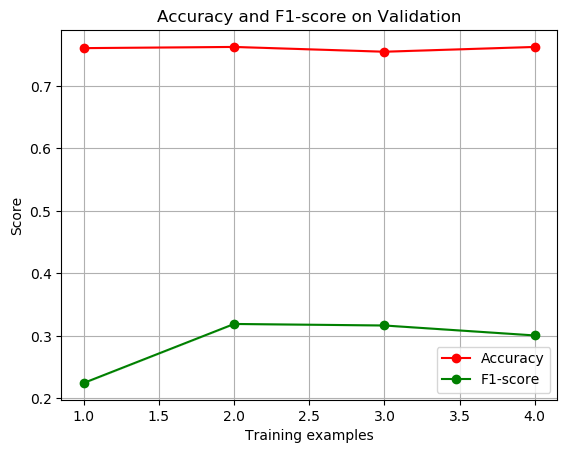 Accuracy and F1-score on Validation
Score
0.7
0.6
0.5
0.4
0.3
0.2
1.0 1.5 2.0 2.5 3.0 3.5 4.0
Training examples
Accuracy
F1-score